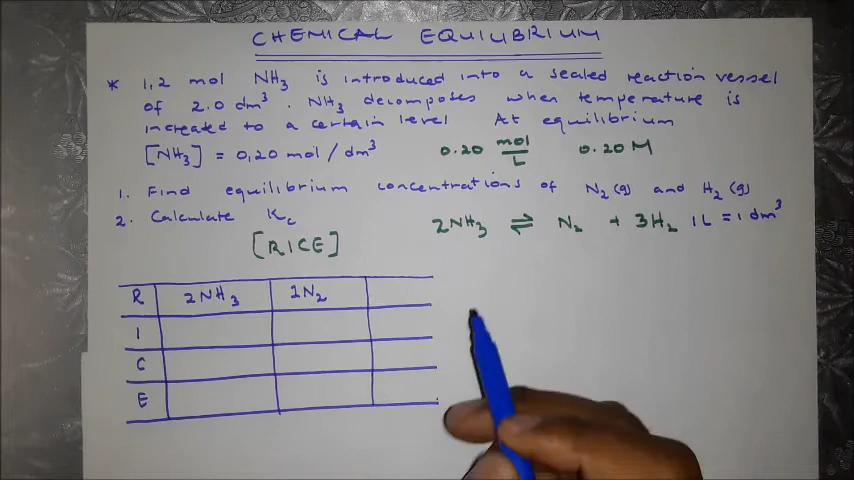 CHEMICAL EQUILIBRIUM
* 1,2 mol NH3 is introduced into a sealed reaction vessel
of 2.0 dm³. NH3 decomposes when temperature is
increated to a certain level At equilibrium
[NH3] = 0,20 mol/dm³ 0.20 mol/L 0.20 M
1. Find equilibrium concentrations of N2(g) and H2(g)
2. Calculate Kc 2NH3 ⇌ N2 + 3H2 1L = 1 dm³
[RICE]
R 2NH3 1N2
I
C
E